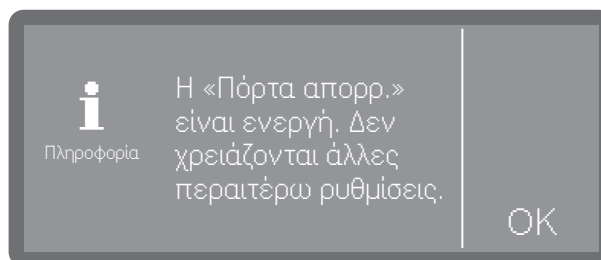 Πληροφορία
Η «Πόρτα απορρ.»
είναι ενεργή. Δεν
χρειάζονται άλλες
περαιτέρω ρυθμίσεις.
OK